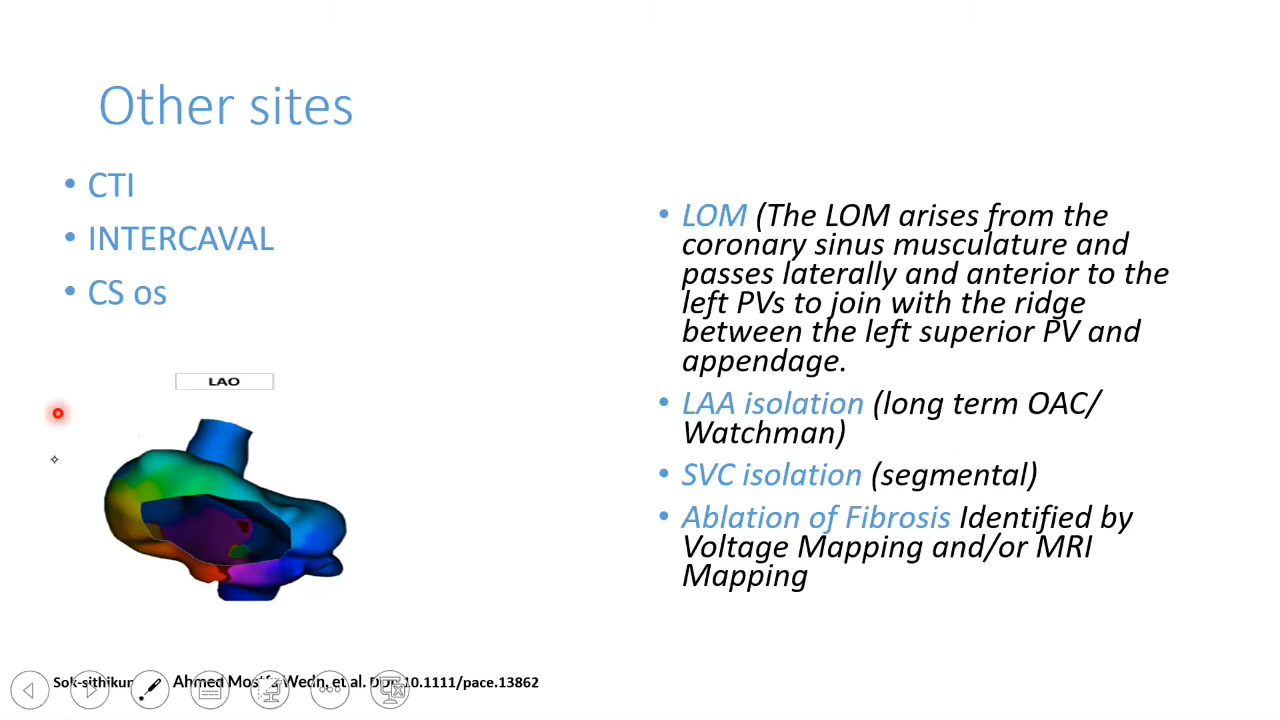 Other sites
• CTI
• INTERCAVAL
• CS os
LAO
• LOM (The LOM arises from the
coronary sinus musculature and
passes laterally and anterior to the
left PVs to join with the ridge
between the left superior PV and
appendage.
• LAA isolation (long term OAC/
Watchman)
• SVC isolation (segmental)
• Ablation of Fibrosis Identified by
Voltage Mapping and/or MRI
Mapping
Ahmed Wedn, et al. 10.1111/pace.13862